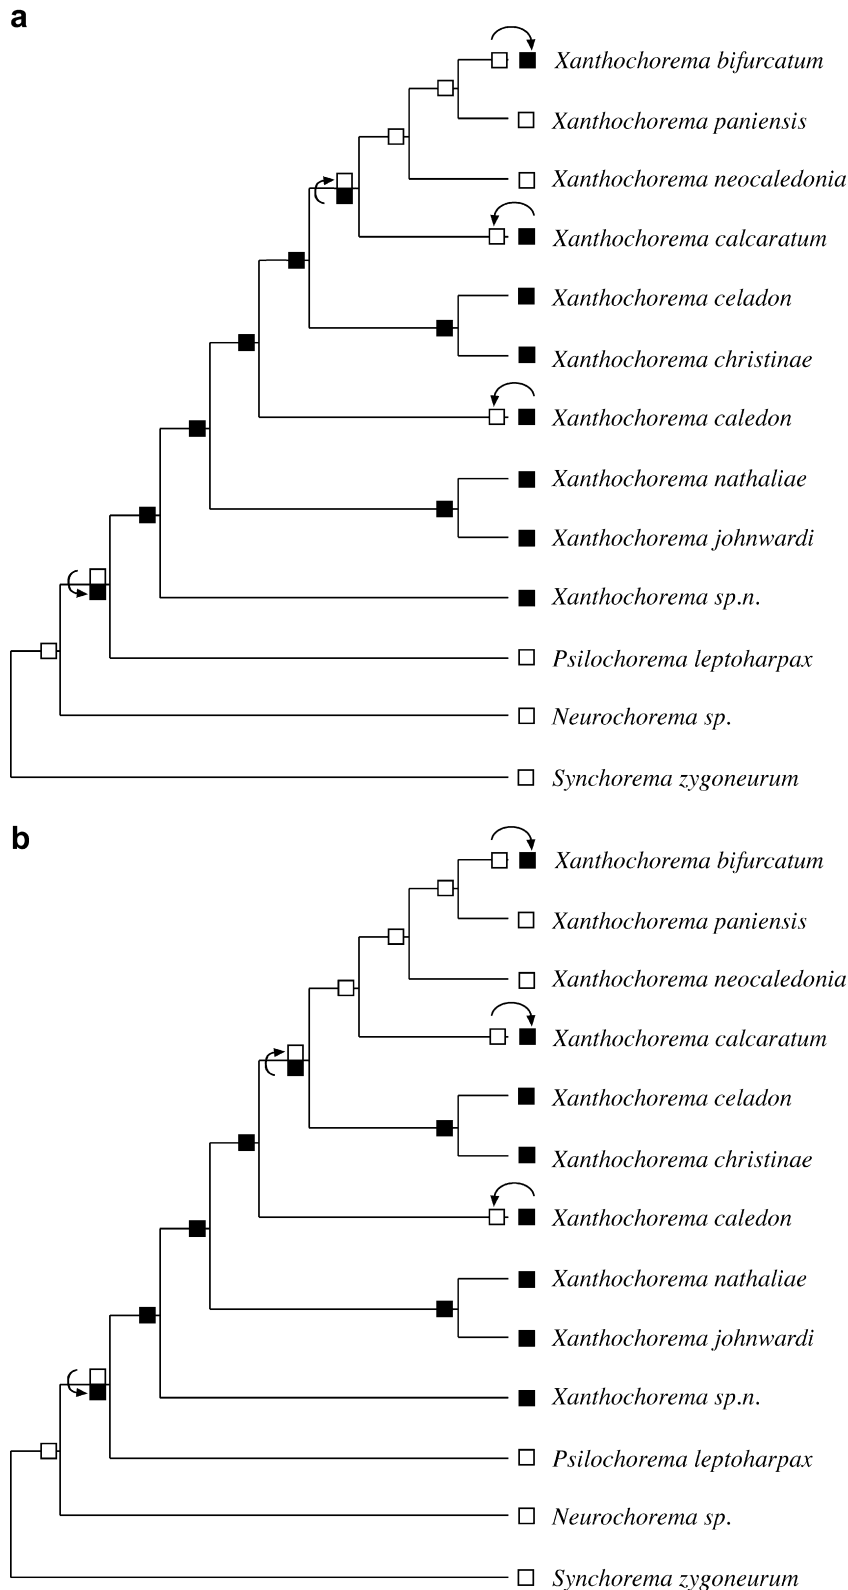 a
Xanthochorema bifurcatum
Xanthochorema paniensis
Xanthochorema neocaledonia
Xanthochorema calcaratum
Xanthochorema celadon
Xanthochorema christinae
Xanthochorema caledon
Xanthochorema nathaliae
Xanthochorema johnwardi
Xanthochorema sp.n.
Psilochorema leptoharpax
Neurochorema sp.
Synchorema zygoneurum
b
Xanthochorema bifurcatum
Xanthochorema paniensis
Xanthochorema neocaledonia
Xanthochorema calcaratum
Xanthochorema celadon
Xanthochorema christinae
Xanthochorema caledon
Xanthochorema nathaliae
Xanthochorema johnwardi
Xanthochorema sp.n.
Psilochorema leptoharpax
Neurochorema sp.
Synchorema zygoneurum